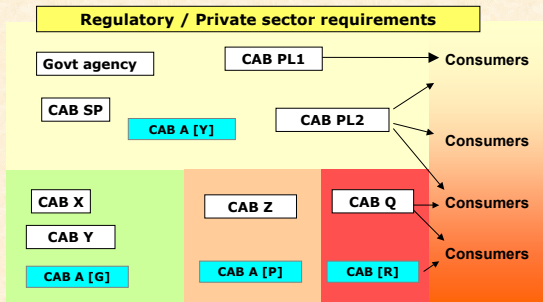 Regulatory / Private sector requirements
Govt agency
CAB PL1
Consumers
CAB SP
CAB A [Y]
CAB PL2
Consumers
CAB X
CAB Z
CAB Q
Consumers
CAB Y
Consumers
CAB A [G]
CAB A [P]
CAB [R]